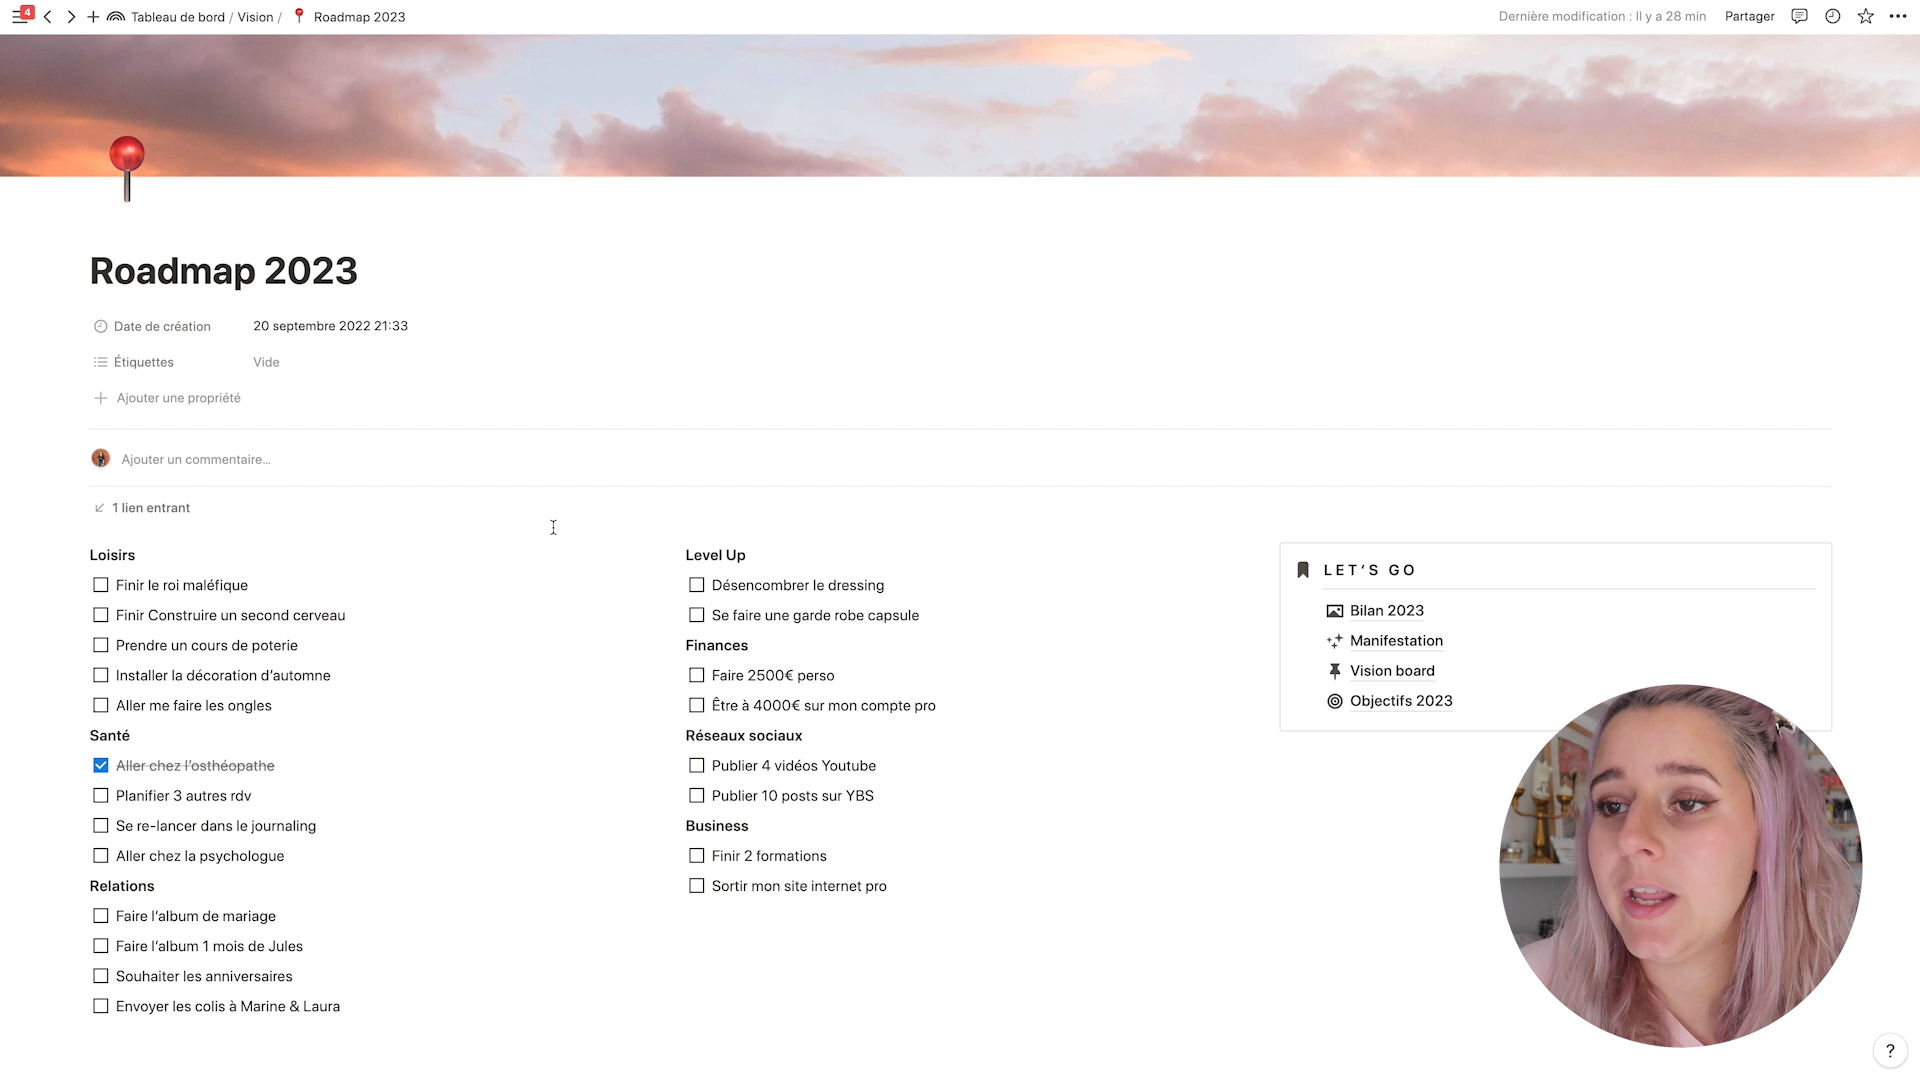 4
Tableau de bord / Vision / Roadmap 2023
Dernière modification : Il y a 28 min
Partager
Roadmap 2023
Date de création 20 septembre 2022 21:33
Étiquettes Vide
Ajouter une propriété
Ajouter un commentaire...
1 lien entrant
Loisirs
Finir le roi maléfique
Finir Construire un second cerveau
Prendre un cours de poterie
Installer la décoration d'automne
Aller me faire les ongles
Santé
Aller chez l'osthéopathe
Planifier 3 autres rdv
Se re-lancer dans le journaling
Aller chez la psychologue
Relations
Faire l'album de mariage
Faire l'album 1 mois de Jules
Souhaiter les anniversaires
Envoyer les colis à Marine & Laura
Level Up
Désencombrer le dressing
Se faire une garde robe capsule
Finances
Faire 2500€ perso
Être à 4000€ sur mon compte pro
Réseaux sociaux
Publier 4 vidéos Youtube
Publier 10 posts sur YBS
Business
Finir 2 formations
Sortir mon site internet pro
LET'S GO
Bilan 2023
Manifestation
Vision board
Objectifs 2023
?